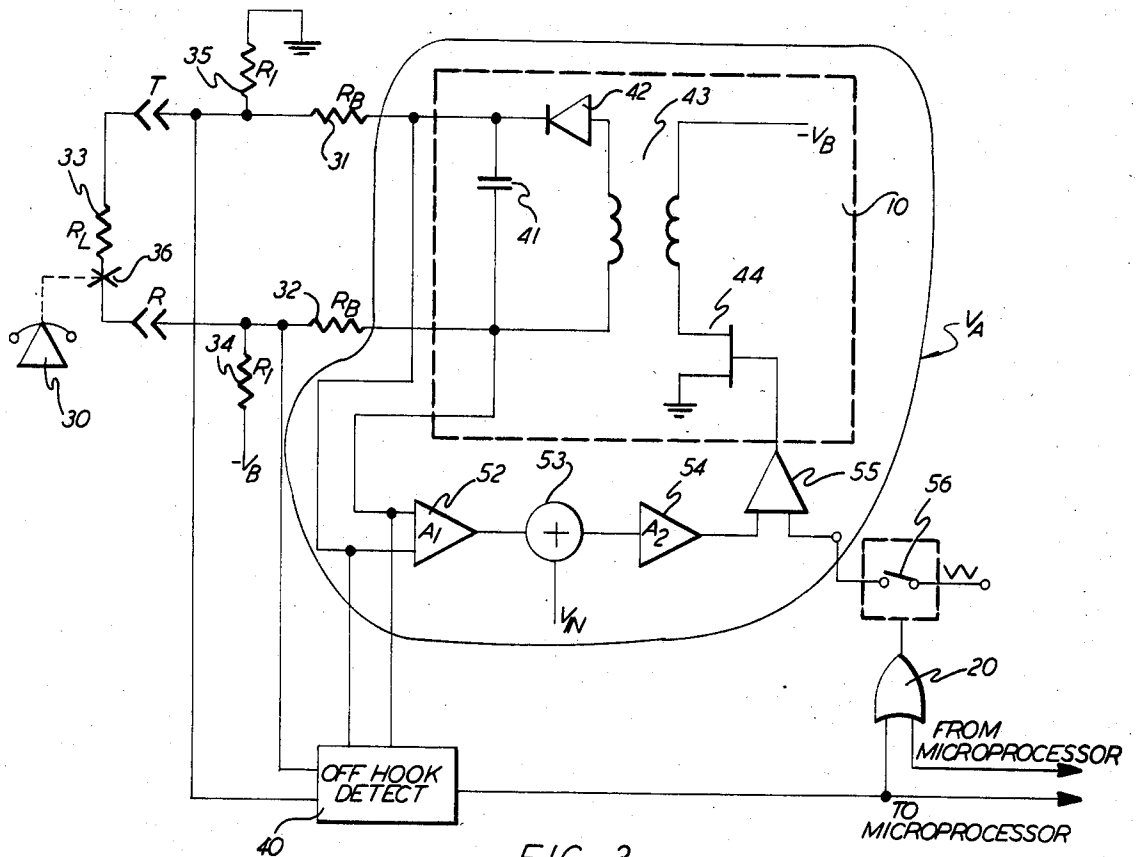 35
R1
T
RB
31
42
43
-VB
10
33
RL
36
41
R
32
RB
44
VA
34
R1
30
-VB
52
53
54
55
56
A1
+
A2
VIN
20
FROM
MICROPROCESSOR
OFF HOOK
DETECT
TO
MICROPROCESSOR
40